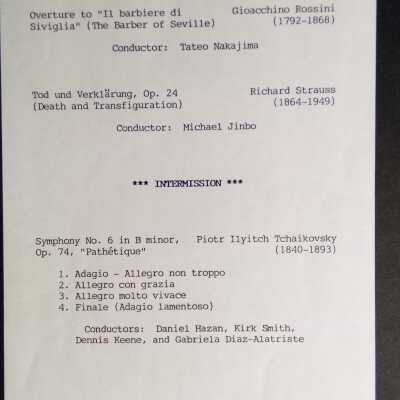 Overture to "Il barbiere di Gioacchino Rossini
Siviglia" (The Barber of Seville) (1792-1868)
Conductor: Tateo Nakajima
Tod und Verklärung, Op. 24 Richard Strauss
(Death and Transfiguration) (1864-1949)
Conductor: Michael Jinbo
*** INTERMISSION ***
Symphony No. 6 in B minor, Piotr Ilyitch Tchaikovsky
Op. 74, "Pathétique" (1840-1893)
1. Adagio - Allegro non troppo
2. Allegro con grazia
3. Allegro molto vivace
4. Finale (Adagio lamentoso)
Conductors: Daniel Hazan, Kirk Smith,
Dennis Keene, and Gabriela Diaz-Alatriste